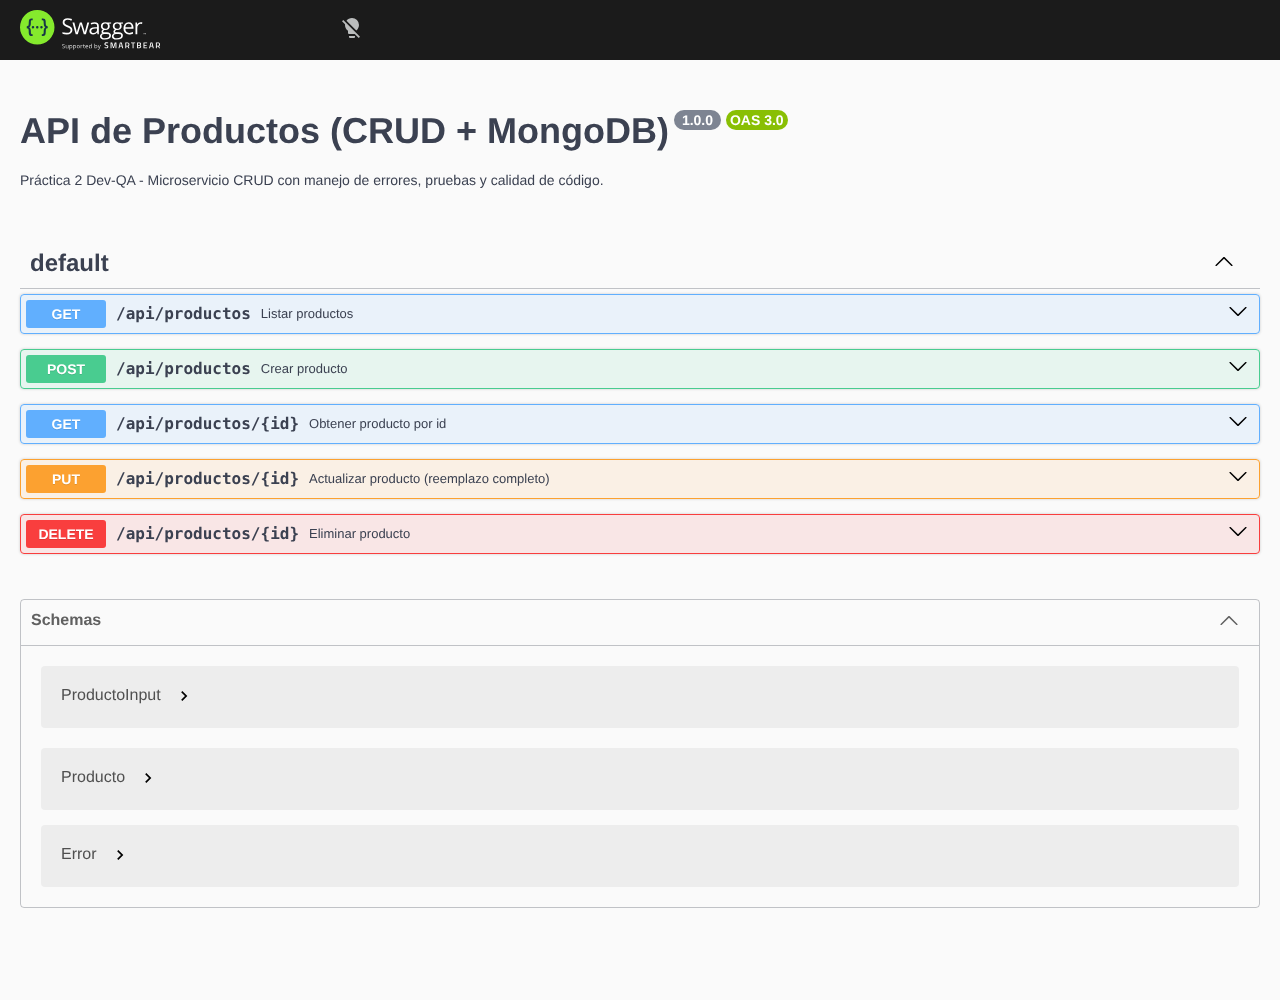 {...} Swagger
Supported by SMARTBEAR
API de Productos (CRUD + MongoDB) 1.0.0 OAS 3.0
Práctica 2 Dev-QA - Microservicio CRUD con manejo de errores, pruebas y calidad de código.
default
GET /api/productos Listar productos
POST /api/productos Crear producto
GET /api/productos/{id} Obtener producto por id
PUT /api/productos/{id} Actualizar producto (reemplazo completo)
DELETE /api/productos/{id} Eliminar producto
Schemas
ProductoInput
Producto
Error